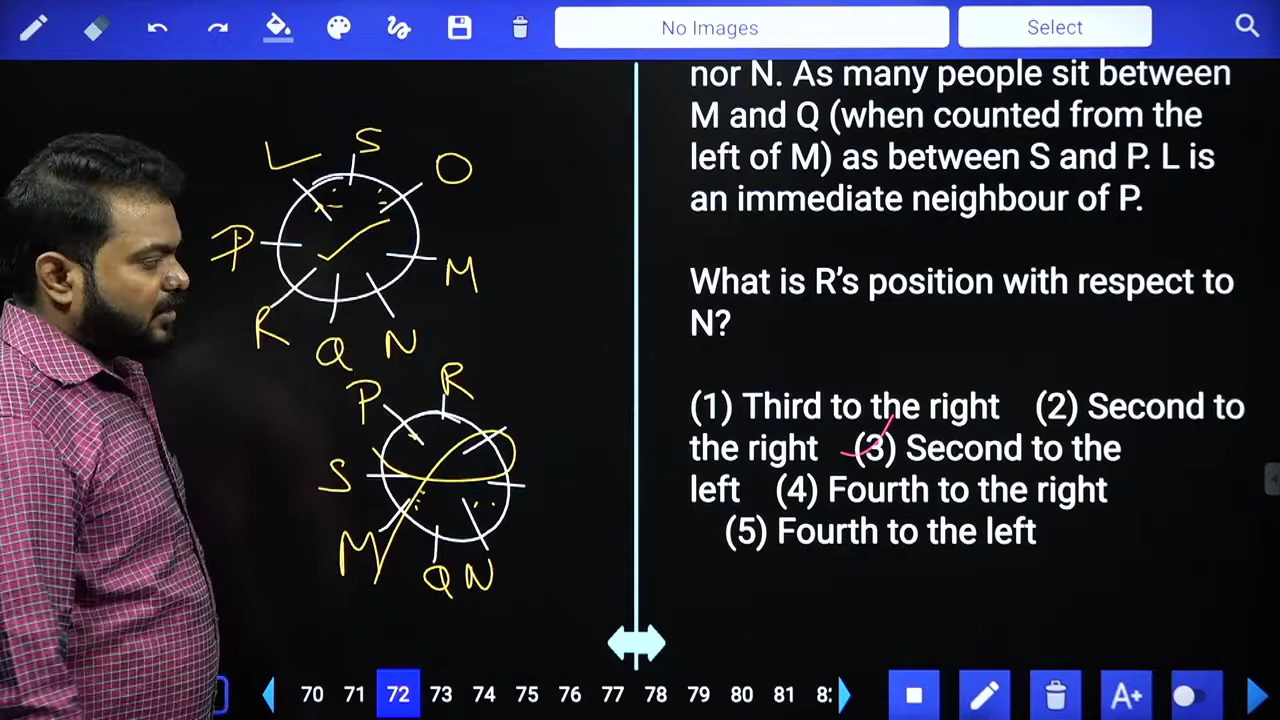 No Images
Select
nor N. As many people sit between
M and Q (when counted from the
left of M) as between S and P. L is
an immediate neighbour of P.
What is R’s position with respect to
N?
(1) Third to the right (2) Second to
the right (3) Second to the
left (4) Fourth to the right
(5) Fourth to the left
L S O
P M
R Q N
P R
S
M Q N
70 71 72 73 74 75 76 77 78 79 80 81 8:
A+